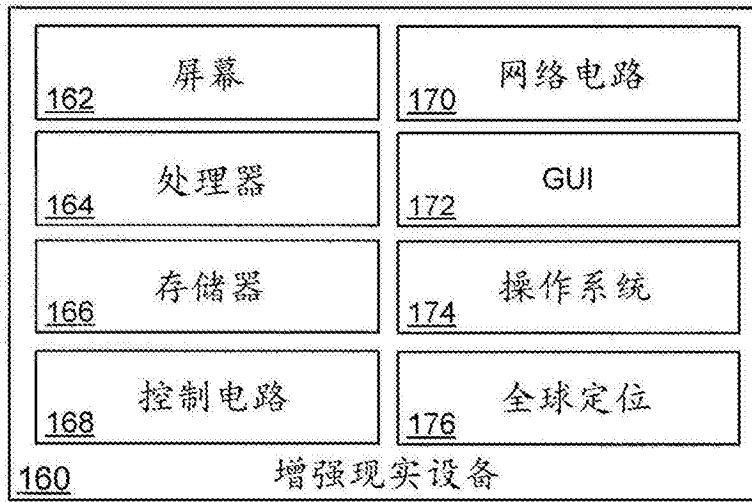 屏幕
162
网络电路
170
处理器
164
GUI
172
存储器
166
操作系统
174
控制电路
168
全球定位
176
160
增强现实设备